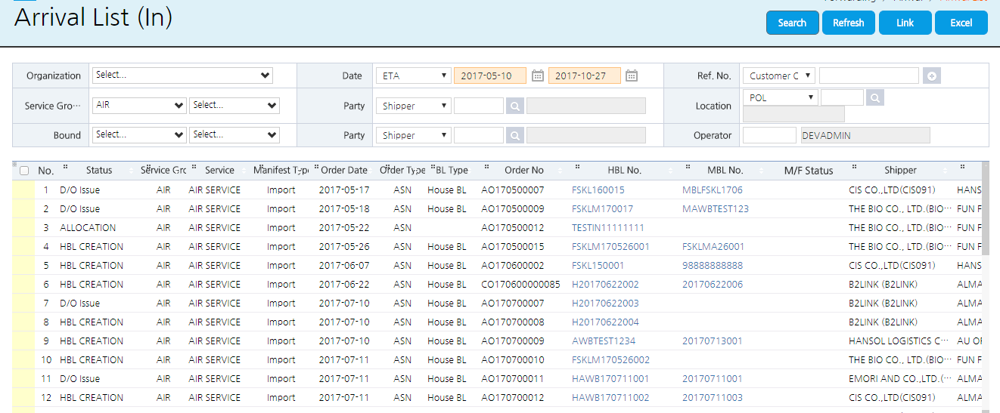 Arrival List (In)
Search Refresh Link Excel
Organization Select... Date ETA 2017-05-10 2017-10-27 Ref. No. Customer C
Service Gro··· AIR Select... Party Shipper Location POL
Bound Select... Select... Party Shipper Operator DEVADMIN
No. Status Service Grc Service Manifest Type Order Date Order Type BL Type Order No HBL No. MBL No. M/F Status Shipper
1 D/O Issue AIR AIR SERVICE Import 2017-05-17 ASN House BL AO170500007 FSKL160015 MBLFSKL1706 CIS CO.,LTD(CIS091) HANS
2 D/O Issue AIR AIR SERVICE Import 2017-05-18 ASN House BL AO170500009 FSKLM170017 MAWBTEST123 THE BIO CO., LTD.(BIO··· FUN F
3 ALLOCATION AIR AIR SERVICE Import 2017-05-22 ASN AO170500012 TESTIN11111111 THE BIO CO., LTD.(BIO··· FUN F
4 HBL CREATION AIR AIR SERVICE Import 2017-05-26 ASN House BL AO170500015 FSKLM170526001 FSKLMA26001 THE BIO CO., LTD.(BIO··· FUN F
5 HBL CREATION AIR AIR SERVICE Import 2017-06-07 ASN House BL AO170600002 FSKL150001 98888888888 CIS CO.,LTD(CIS091) HANS
6 HBL CREATION AIR AIR SERVICE Import 2017-06-22 ASN House BL CO170600000085 H20170622002 20170622006 B2LINK (B2LINK) ALMA
7 D/O Issue AIR AIR SERVICE Import 2017-07-10 ASN House BL AO170700007 H20170622003 B2LINK (B2LINK) ALMA
8 HBL CREATION AIR AIR SERVICE Import 2017-07-10 ASN House BL AO170700008 H20170622004 B2LINK (B2LINK) ALMA
9 HBL CREATION AIR AIR SERVICE Import 2017-07-10 ASN House BL AO170700009 AWBTEST1234 20170713001 HANSOL LOGISTICS C··· AU OF
10 HBL CREATION AIR AIR SERVICE Import 2017-07-11 ASN House BL AO170700010 FSKLM170526002 THE BIO CO., LTD.(BIO··· FUN F
11 D/O Issue AIR AIR SERVICE Import 2017-07-11 ASN House BL AO170700011 HAWB170711001 20170711001 EMORI AND CO.,LTD.(··· ALMA
12 HBL CREATION AIR AIR SERVICE Import 2017-07-11 ASN House BL AO170700012 HAWB170711002 20170711003 CIS CO.,LTD(CIS091) ALMA